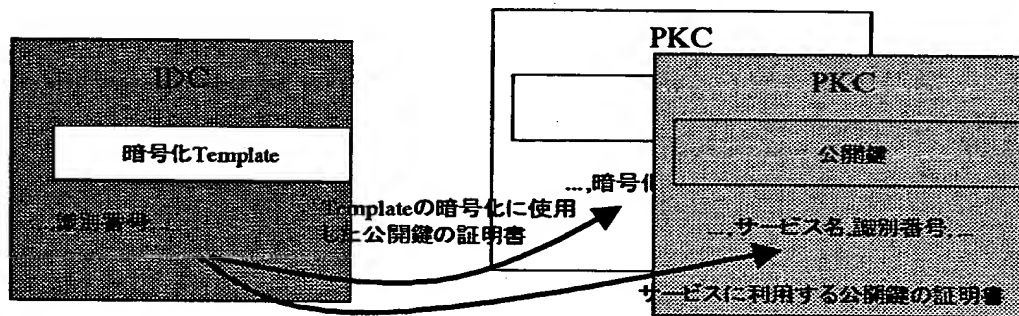 IDC
暗号化Template
...,識別番号,...
PKC
...,暗号化
Templateの暗号化に使用
した公開鍵の証明書
PKC
公開鍵
...,サービス名,識別番号,...
サービスに利用する公開鍵の証明書